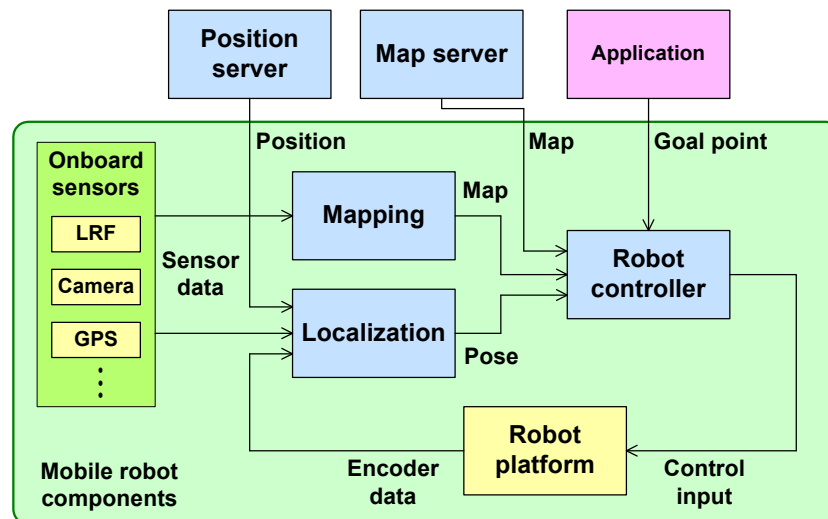 Position
server
Map server
Application
Position
Map
Goal point
Onboard
sensors
LRF
Camera
GPS
Sensor
data
Mapping
Map
Localization
Pose
Robot
controller
Robot
platform
Encoder
data
Control
input
Mobile robot
components